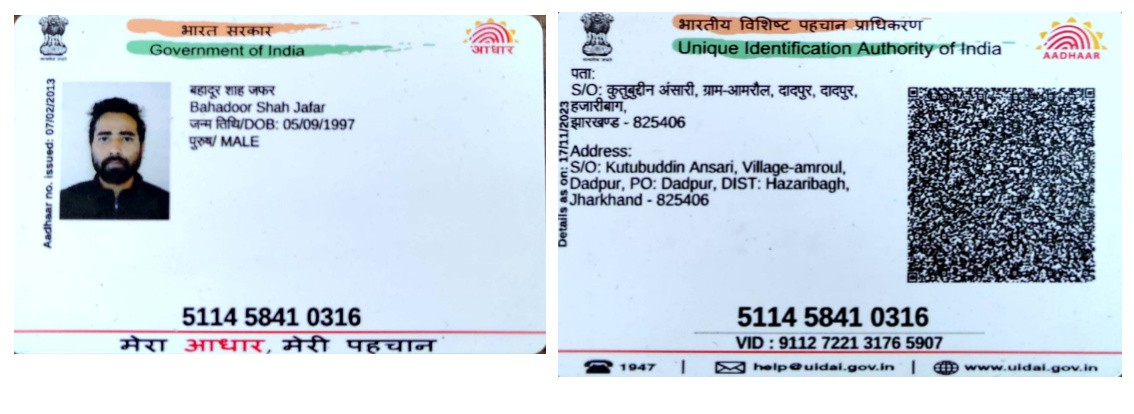 भारत सरकार
Government of India
आधार
Aadhaar no. issued: 07/02/2013
बहादूर शाह जफर
Bahadoor Shah Jafar
जन्म तिथि/DOB: 05/09/1997
पुरुष/ MALE
5114 5841 0316
मेरा आधार, मेरी पहचान
भारतीय विशिष्ट पहचान प्राधिकरण
Unique Identification Authority of India
AADHAAR
Details as on: 17/11/2023
पता:
S/O: कुतुबुद्दीन अंसारी, ग्राम-आमरौल, दादपुर, दादपुर,
हजारीबाग,
झारखण्ड - 825406
Address:
S/O: Kutubuddin Ansari, Village-amroul,
Dadpur, PO: Dadpur, DIST: Hazaribagh,
Jharkhand - 825406
5114 5841 0316
VID : 9112 7221 3176 5907
1947 | help@uidai.gov.in | www.uidai.gov.in